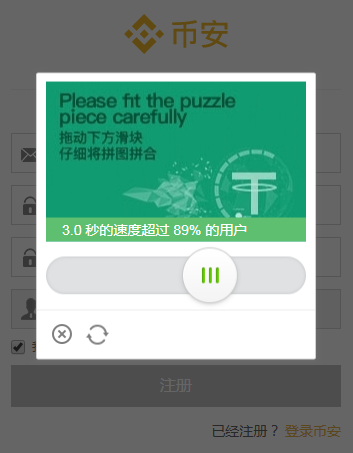 币安
Please fit the puzzle
piece carefully
拖动下方滑块
仔细将拼图拼合
3.0 秒的速度超过 89% 的用户
注册
已经注册？ 登录币安